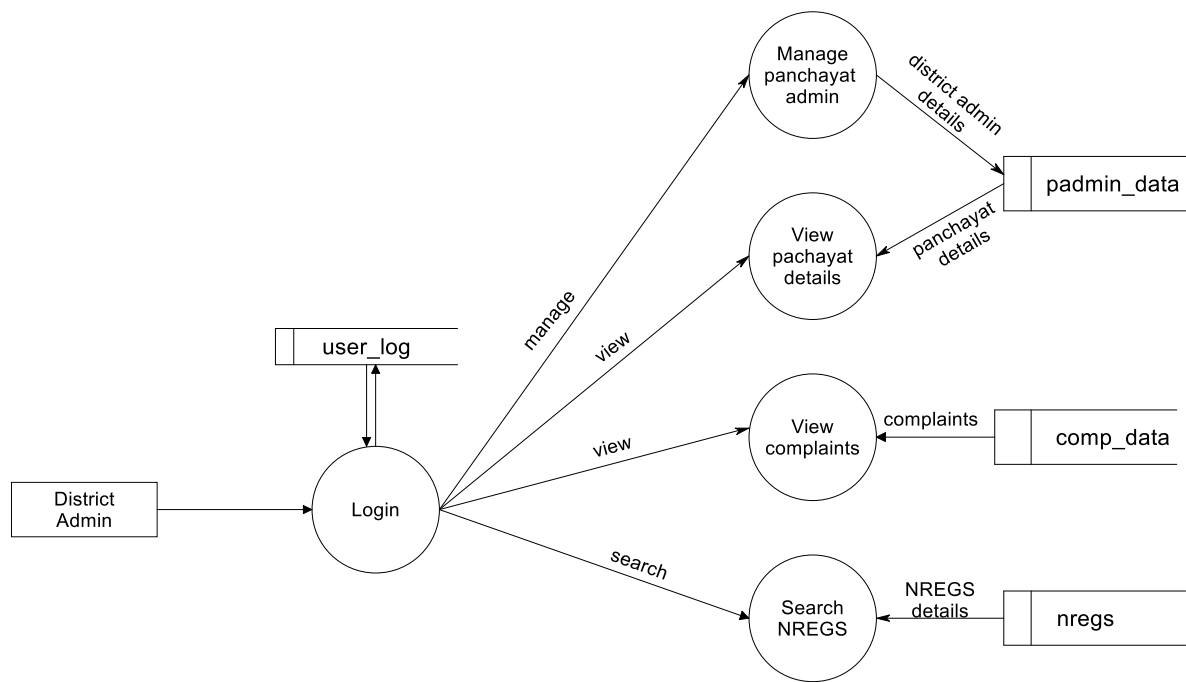 Manage
panchayat
admin
district admin
details
padmin_data
View
pachayat
details
panchayat
details
manage
view
user_log
View
complaints
complaints
comp_data
view
District
Admin
Login
search
Search
NREGS
NREGS
details
nregs